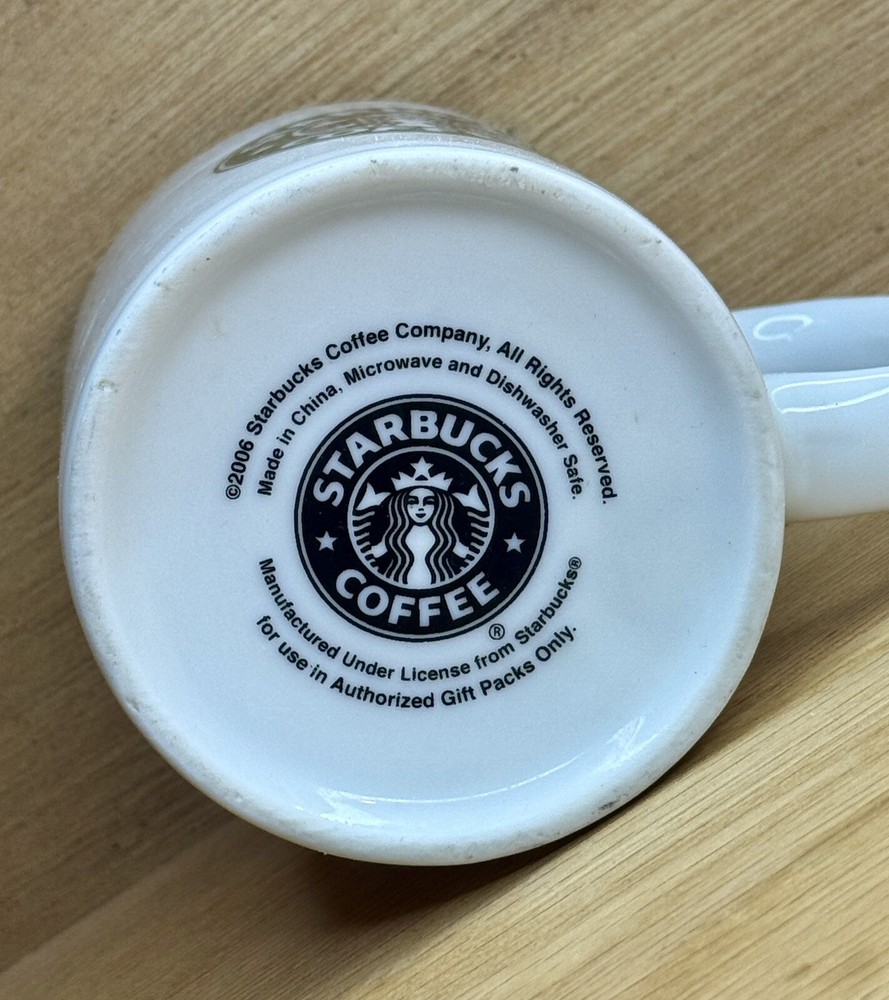 ©2006 Starbucks Coffee Company, All Rights Reserved.
Made in China, Microwave and Dishwasher Safe.
STARBUCKS
COFFEE
®
Manufactured Under License from Starbucks®
for use in Authorized Gift Packs Only.